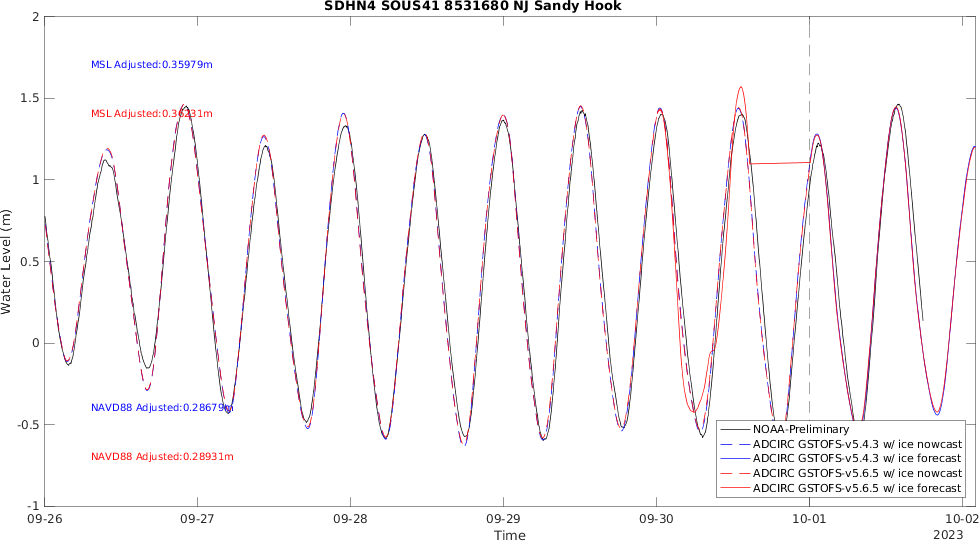 SDHN4 SOUS41 8531680 NJ Sandy Hook
2
1.5
1
0.5
0
-0.5
-1
Water Level (m)
MSL Adjusted:0.35979m
MSL Adjusted:0.36231m
NAVD88 Adjusted:0.28679m
NAVD88 Adjusted:0.28931m
NOAA-Preliminary
ADCIRC GSTOFS-v5.4.3 w/ ice nowcast
ADCIRC GSTOFS-v5.4.3 w/ ice forecast
ADCIRC GSTOFS-v5.6.5 w/ ice nowcast
ADCIRC GSTOFS-v5.6.5 w/ ice forecast
09-26 09-27 09-28 09-29 09-30 10-01 10-02
Time
2023